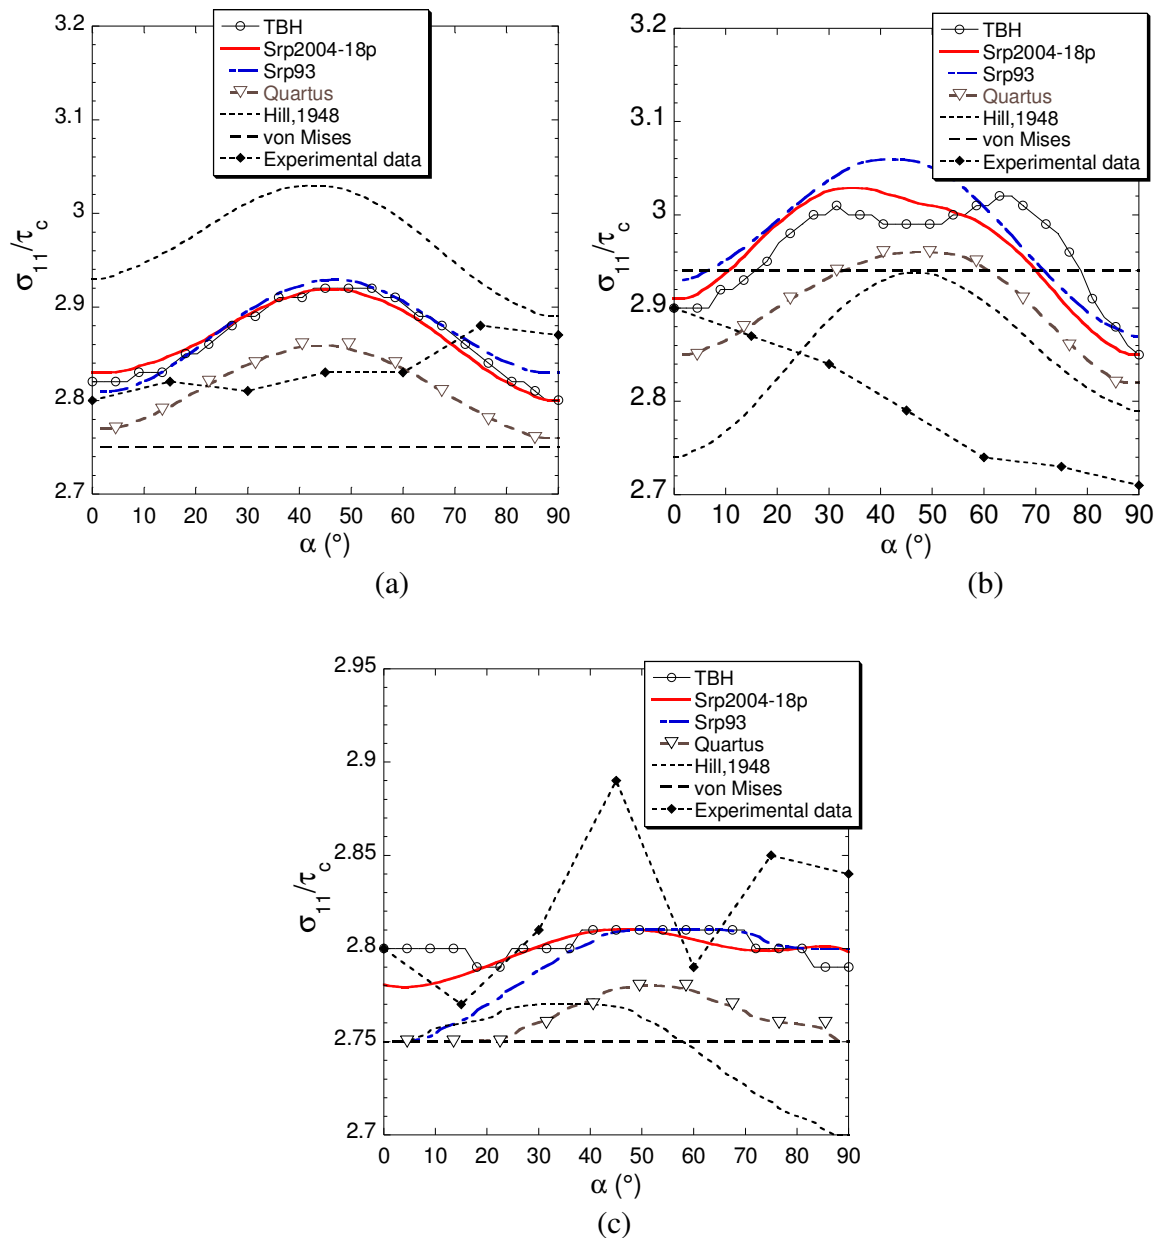 3.2
3.1
3
2.9
2.8
2.7
σ11/τc
0 10 20 30 40 50 60 70 80 90
α (°)
TBH
Srp2004-18p
Srp93
Quartus
Hill,1948
von Mises
Experimental data
(a)
3.2
3.1
3
2.9
2.8
2.7
σ11/τc
0 10 20 30 40 50 60 70 80 90
α (°)
TBH
Srp2004-18p
Srp93
Quartus
Hill,1948
von Mises
Experimental data
(b)
2.95
2.9
2.85
2.8
2.75
2.7
σ11/τc
0 10 20 30 40 50 60 70 80 90
α (°)
TBH
Srp2004-18p
Srp93
Quartus
Hill,1948
von Mises
Experimental data
(c)